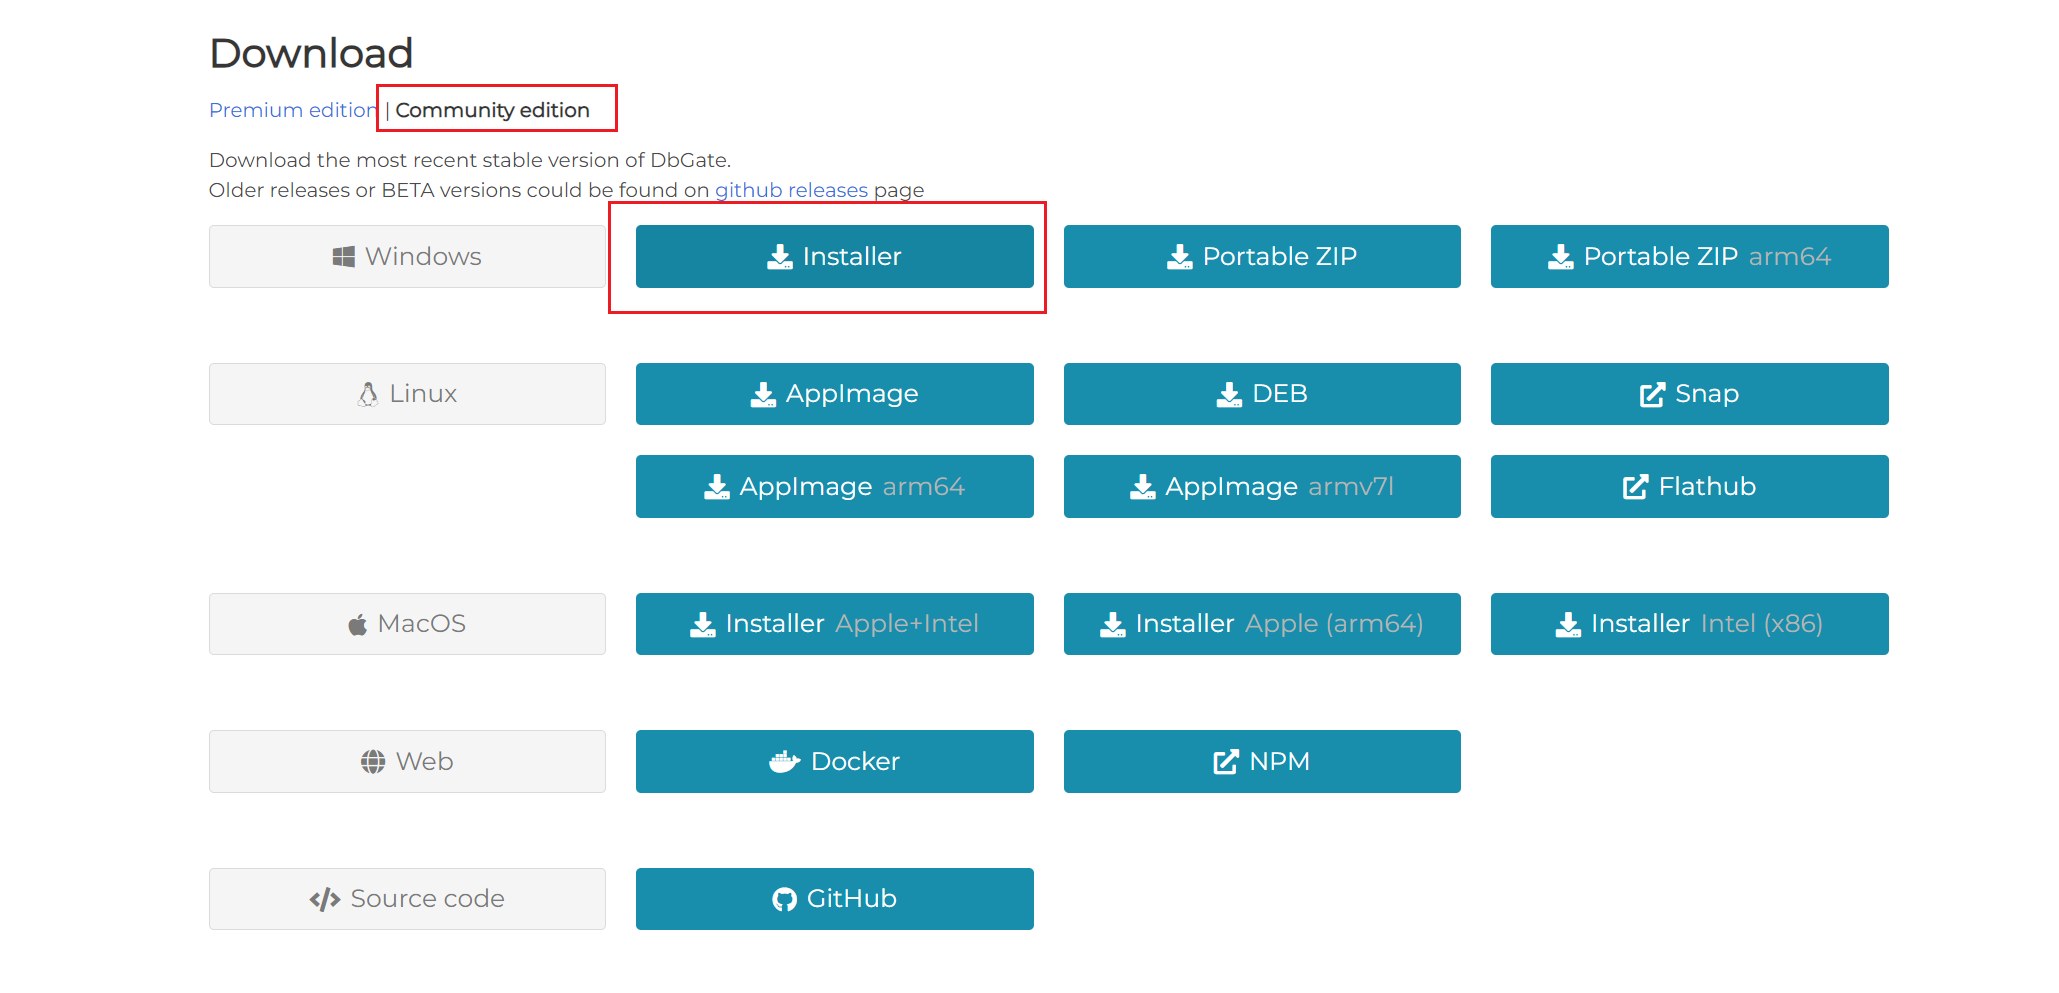 Download
Premium edition | Community edition
Download the most recent stable version of DbGate.
Older releases or BETA versions could be found on github releases page
Windows Installer Portable ZIP Portable ZIP arm64
Linux AppImage DEB Snap
AppImage arm64 AppImage armv7l Flathub
MacOS Installer Apple+Intel Installer Apple (arm64) Installer Intel (x86)
Web Docker NPM
Source code GitHub